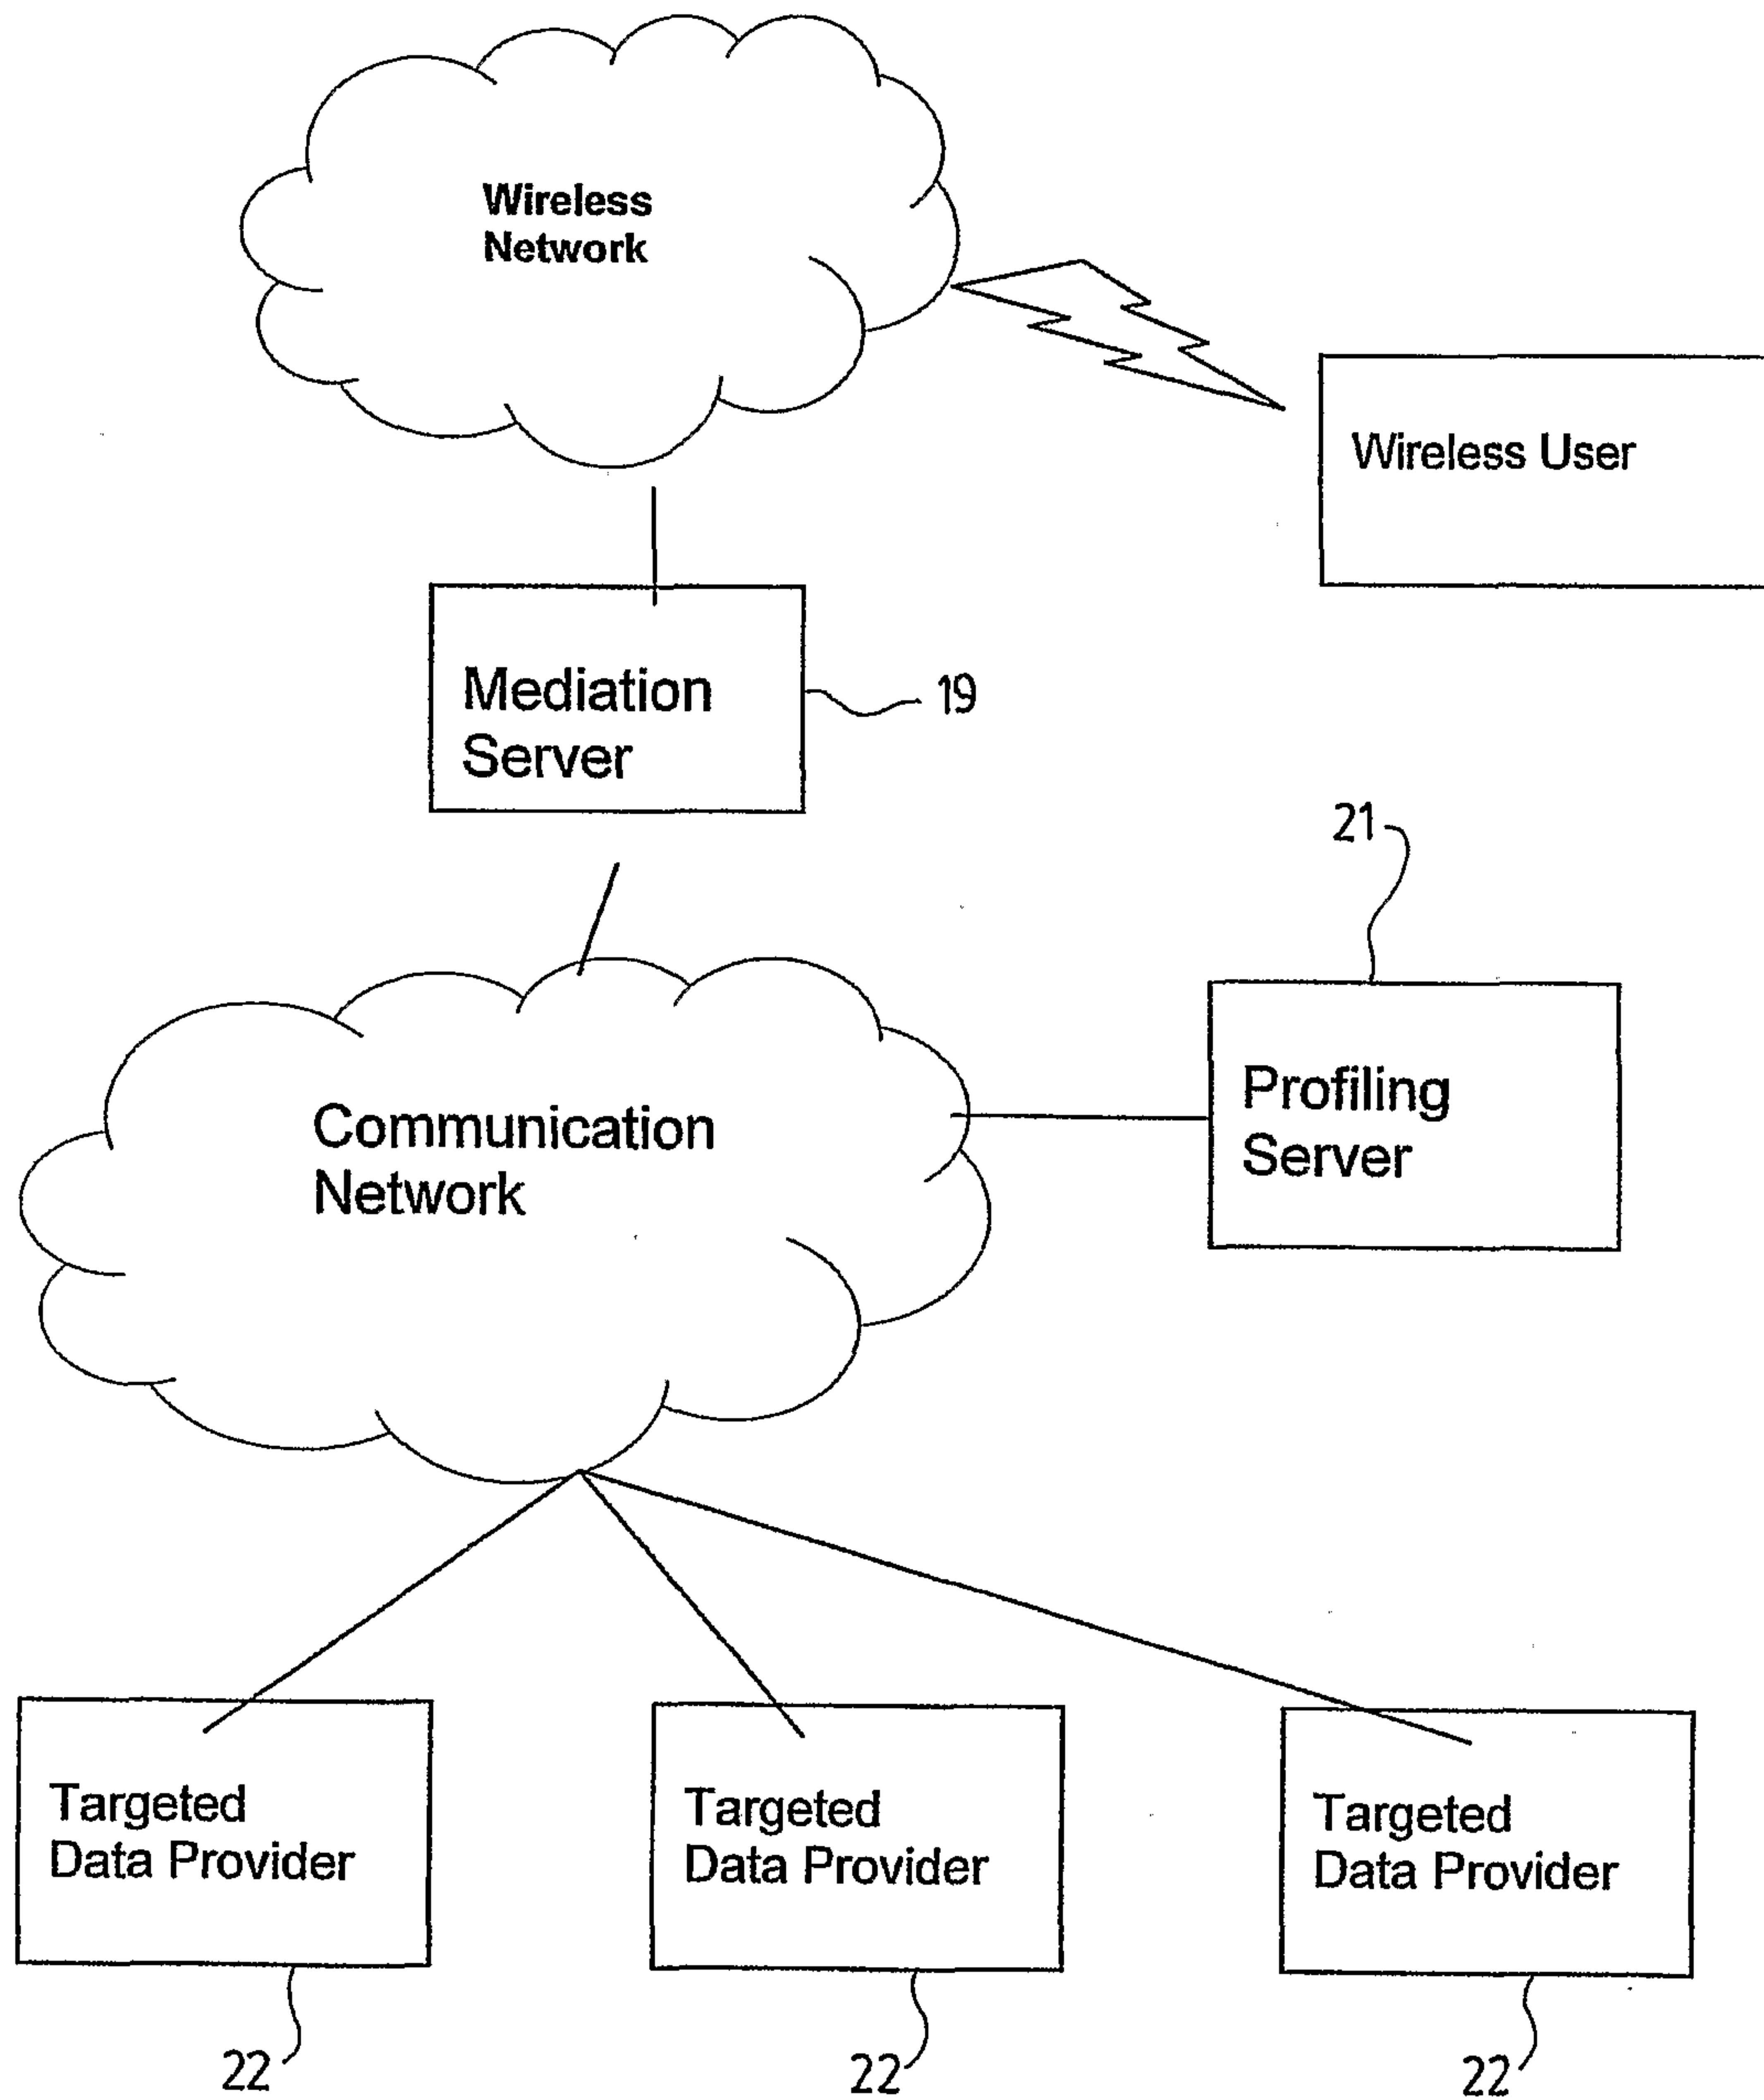 Wireless
Network
Wireless User
Mediation
Server
19
21
Communication
Network
Profiling
Server
Targeted
Data Provider
Targeted
Data Provider
Targeted
Data Provider
22
22
22